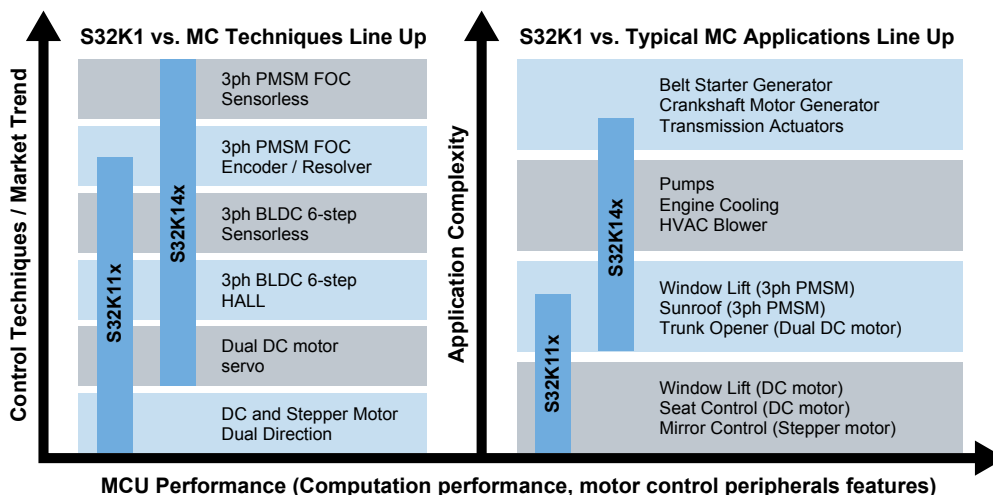 S32K1 vs. MC Techniques Line Up
Control Techniques / Market Trend
3ph PMSM FOC
Sensorless
3ph PMSM FOC
Encoder / Resolver
3ph BLDC 6-step
Sensorless
3ph BLDC 6-step
HALL
Dual DC motor
servo
DC and Stepper Motor
Dual Direction
S32K11x
S32K14x
S32K1 vs. Typical MC Applications Line Up
Application Complexity
Belt Starter Generator
Crankshaft Motor Generator
Transmission Actuators
Pumps
Engine Cooling
HVAC Blower
Window Lift (3ph PMSM)
Sunroof (3ph PMSM)
Trunk Opener (Dual DC motor)
Window Lift (DC motor)
Seat Control (DC motor)
Mirror Control (Stepper motor)
S32K11x
S32K14x
MCU Performance (Computation performance, motor control peripherals features)